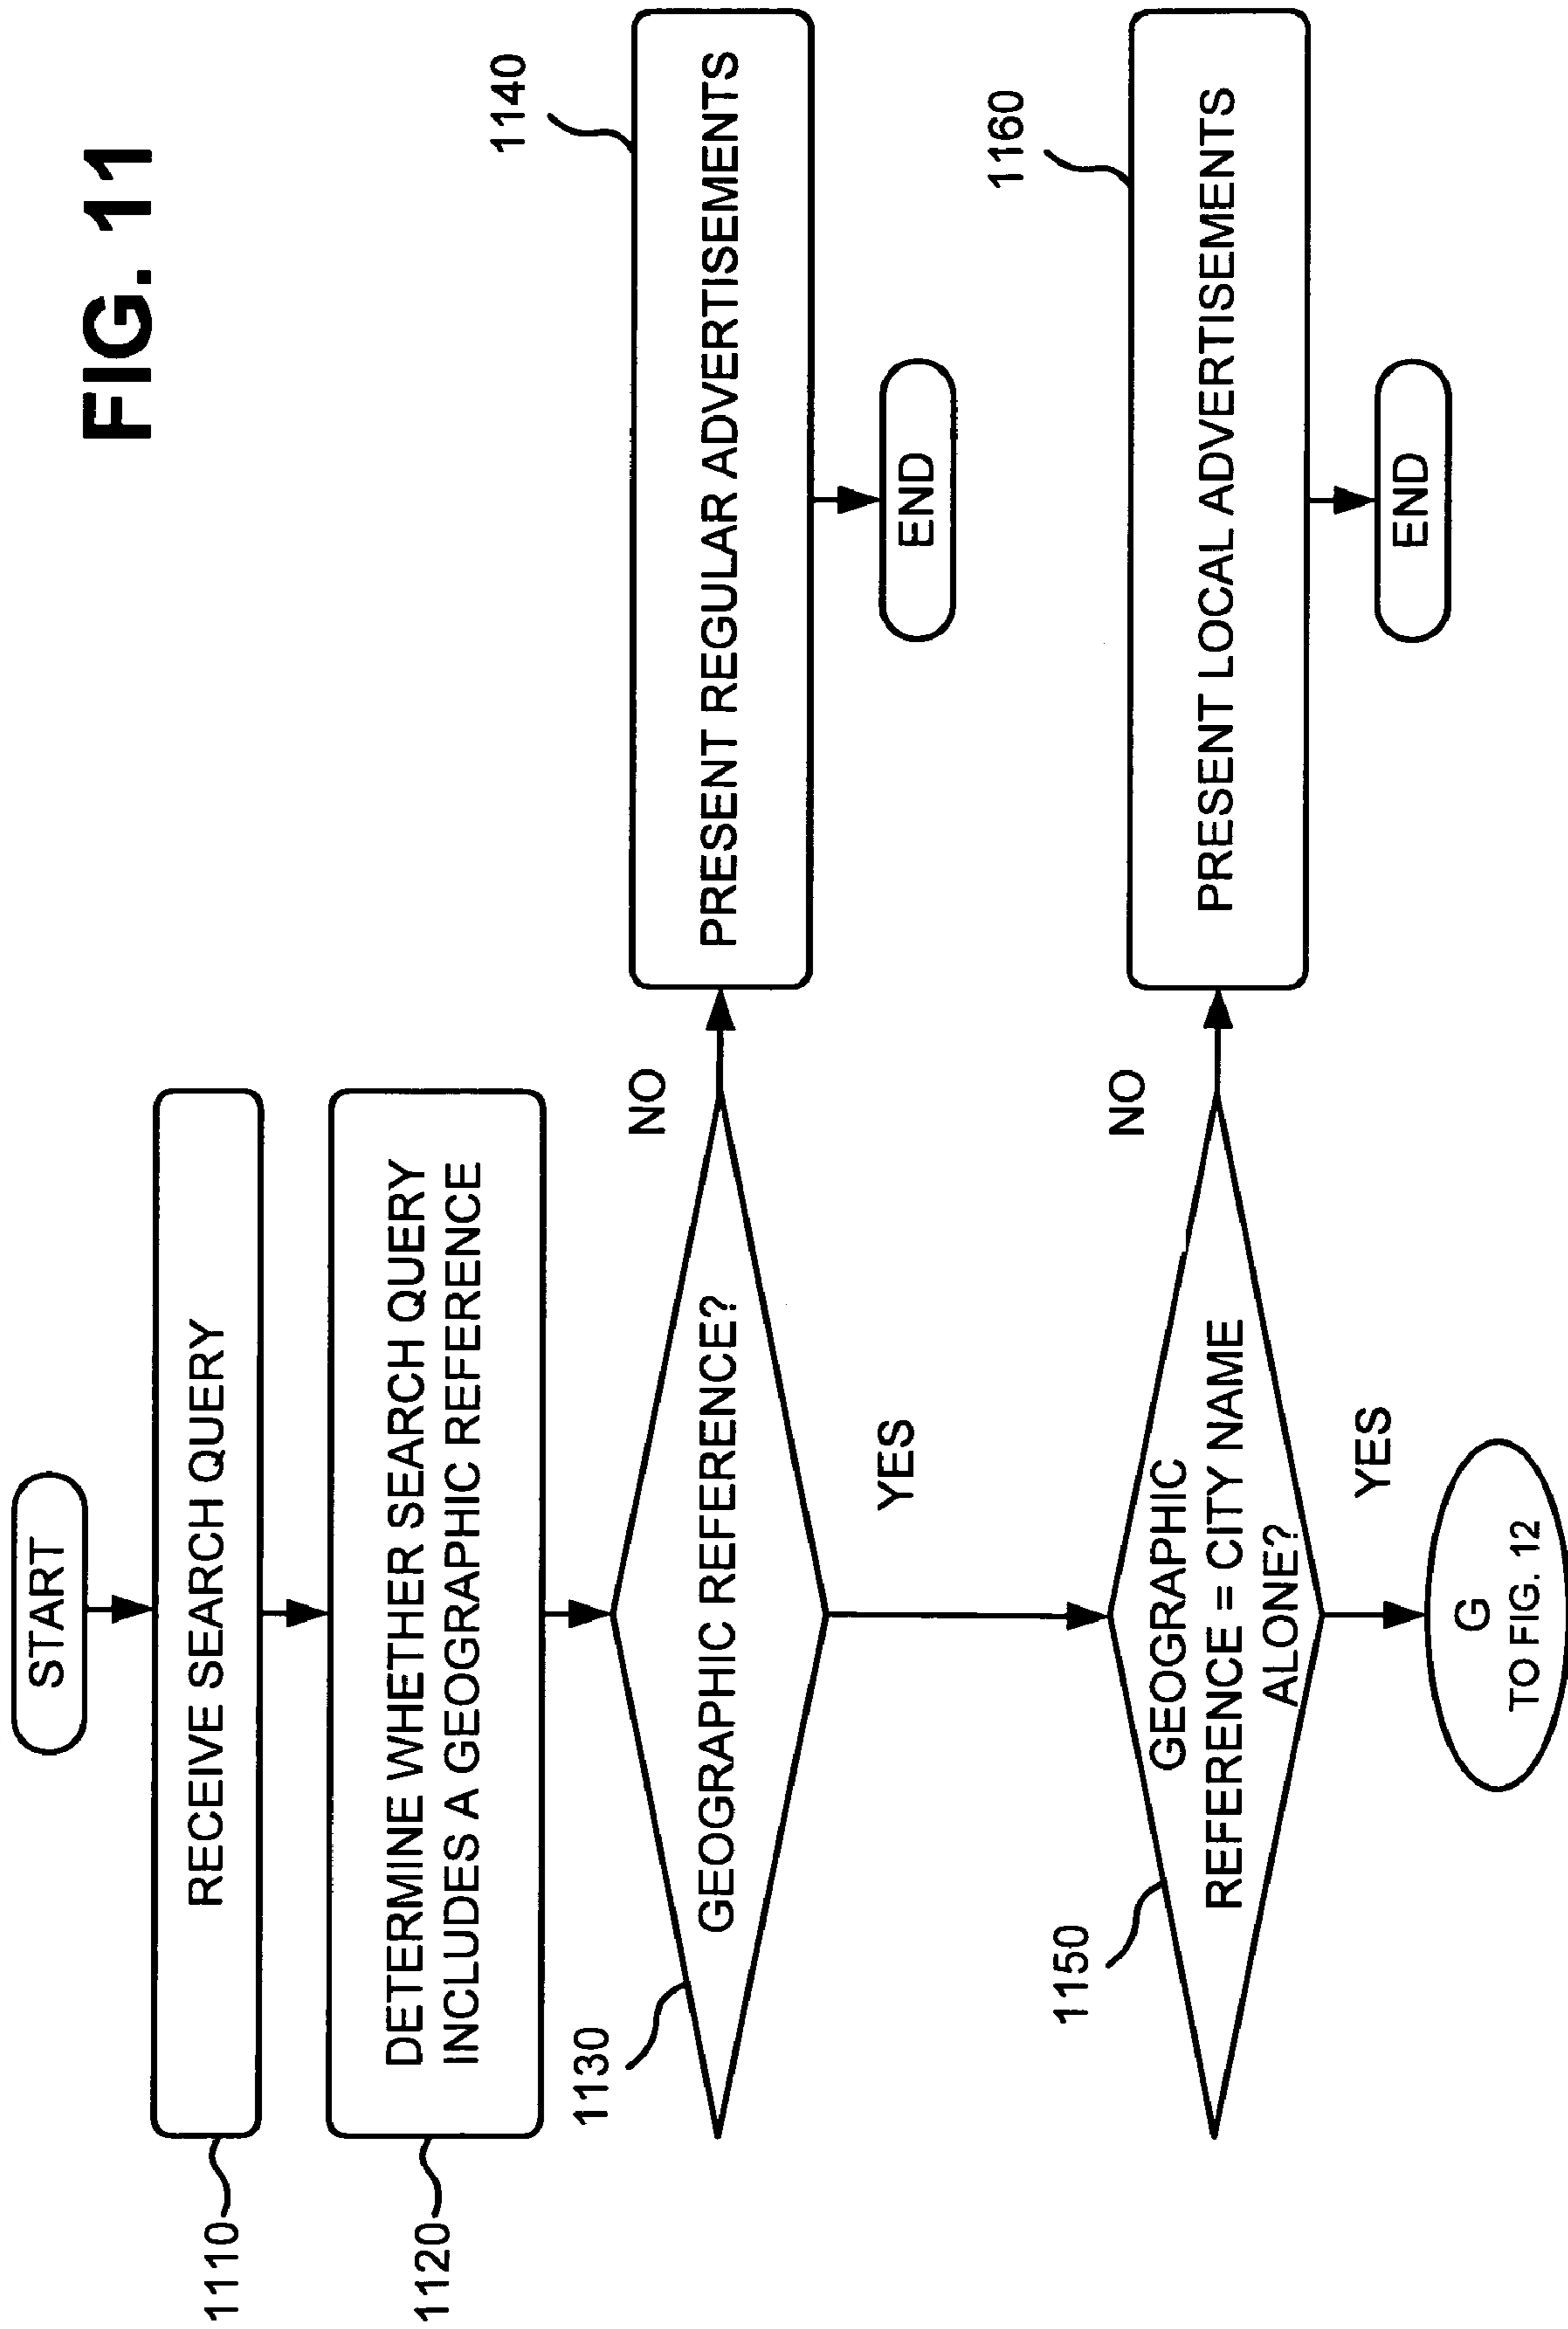 FIG. 11
START
RECEIVE SEARCH QUERY
1110
DETERMINE WHETHER SEARCH QUERY
INCLUDES A GEOGRAPHIC REFERENCE
1120
GEOGRAPHIC REFERENCE?
1130
NO
PRESENT REGULAR ADVERTISEMENTS
1140
END
YES
GEOGRAPHIC
REFERENCE = CITY NAME
ALONE?
1150
NO
PRESENT LOCAL ADVERTISEMENTS
1160
END
YES
G
TO FIG. 12